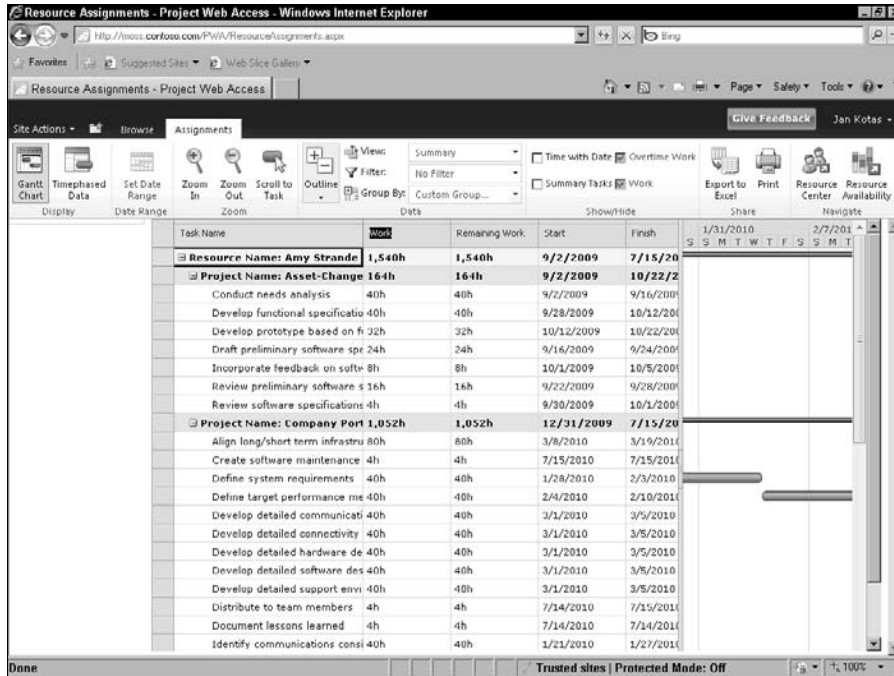 Resource Assignments - Project Web Access - Windows Internet Explorer
http://moss.contoso.com/PWA/ResourceAssignments.aspx
Bing
Favorites Suggested Sites Web Slice Gallery
Resource Assignments - Project Web Access
Page Safety Tools
Give Feedback Jan Kotas
Site Actions Browse Assignments
View: Summary
Filter: No Filter
Group By: Custom Group...
Time with Date Overtime Work
Summary Tasks Work
Gantt Chart Timephased Data Set Date Range Zoom In Zoom Out Scroll to Task Outline Export to Excel Print Resource Center Resource Availability
Display Date Range Zoom Data Show/Hide Share Navigate
Task Name Work Remaining Work Start Finish 1/31/2010 2/7/201
S S M T W T F S S M T
Resource Name: Amy Strande 1,540h 1,540h 9/2/2009 7/15/20
Project Name: Asset-Change 164h 164h 9/2/2009 10/22/2
Conduct needs analysis 40h 40h 9/2/2009 9/16/2009
Develop functional specificatio 40h 40h 9/28/2009 10/12/200
Develop prototype based on fu 32h 32h 10/12/2009 10/22/200
Draft preliminary software spe 24h 24h 9/16/2009 9/24/2009
Incorporate feedback on softw 8h 8h 10/1/2009 10/5/2009
Review preliminary software s 16h 16h 9/22/2009 9/28/2009
Review software specifications 4h 4h 9/30/2009 10/1/2009
Project Name: Company Port 1,052h 1,052h 12/31/2009 7/15/20
Align long/short term infrastru 80h 80h 3/8/2010 3/19/2010
Create software maintenance 4h 4h 7/15/2010 7/15/2010
Define system requirements 40h 40h 1/28/2010 2/3/2010
Define target performance me 40h 40h 2/4/2010 2/10/2010
Develop detailed communicati 40h 40h 3/1/2010 3/5/2010
Develop detailed connectivity 40h 40h 3/1/2010 3/5/2010
Develop detailed hardware de 40h 40h 3/1/2010 3/5/2010
Develop detailed software des 40h 40h 3/1/2010 3/5/2010
Develop detailed support envi 40h 40h 3/1/2010 3/5/2010
Distribute to team members 4h 4h 7/14/2010 7/15/2010
Document lessons learned 4h 4h 7/14/2010 7/14/2010
Identify communications consi 40h 40h 1/21/2010 1/27/2010
Done Trusted sites | Protected Mode: Off 100%